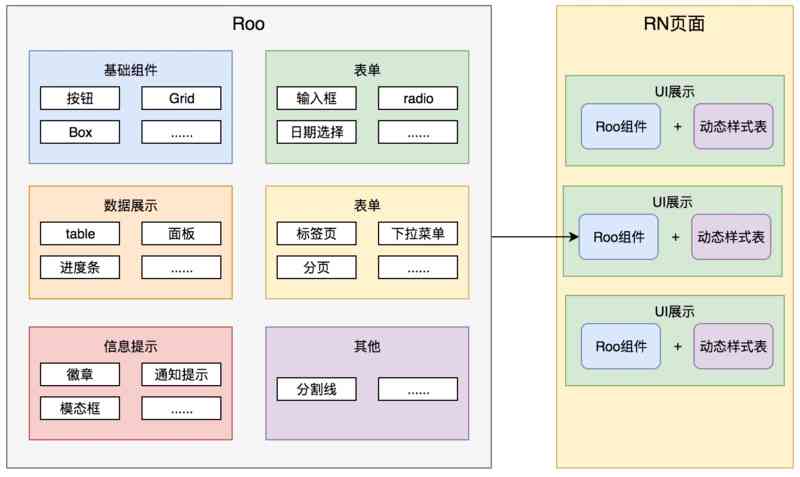 Roo
基础组件
按钮
Grid
Box
......
表单
输入框
radio
日期选择
......
数据展示
table
面板
进度条
......
表单
标签页
下拉菜单
分页
......
信息提示
徽章
通知提示
模态框
......
其他
分割线
......
RN页面
UI展示
Roo组件 + 动态样式表
UI展示
Roo组件 + 动态样式表
UI展示
Roo组件 + 动态样式表